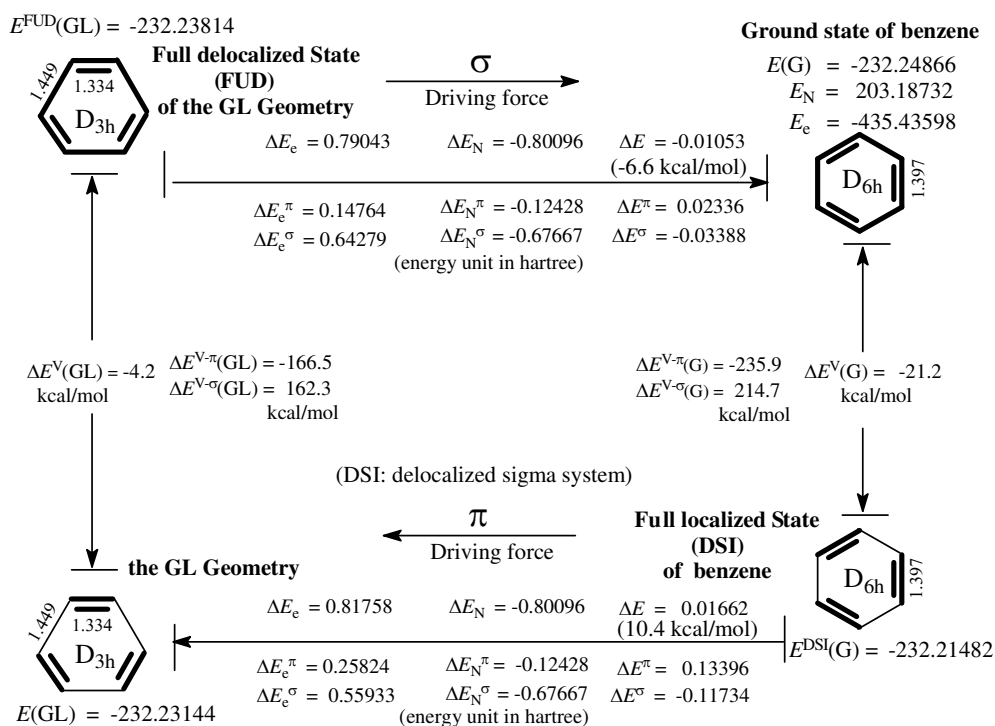 E^FUD(GL) = -232.23814
Full delocalized State
(FUD)
of the GL Geometry
σ
Driving force
Ground state of benzene
E(G) = -232.24866
E_N = 203.18732
E_e = -435.43598
1.449
1.334
D_3h
D_6h
1.397
ΔE_e = 0.79043 ΔE_N = -0.80096 ΔE = -0.01053
(-6.6 kcal/mol)
ΔE_e^π = 0.14764 ΔE_N^π = -0.12428 ΔE^π = 0.02336
ΔE_e^σ = 0.64279 ΔE_N^σ = -0.67667 ΔE^σ = -0.03388
(energy unit in hartree)
ΔE^V(GL) = -4.2
kcal/mol
ΔE^V-π(GL) = -166.5
ΔE^V-σ(GL) = 162.3
kcal/mol
ΔE^V-π(G) = -235.9
ΔE^V-σ(G) = 214.7
kcal/mol
ΔE^V(G) = -21.2
kcal/mol
(DSI: delocalized sigma system)
π
Driving force
Full localized State
(DSI)
of benzene
the GL Geometry
1.449
1.334
D_3h
D_6h
1.397
ΔE_e = 0.81758 ΔE_N = -0.80096 ΔE = 0.01662
(10.4 kcal/mol)
ΔE_e^π = 0.25824 ΔE_N^π = -0.12428 ΔE^π = 0.13396
ΔE_e^σ = 0.55933 ΔE_N^σ = -0.67667 ΔE^σ = -0.11734
(energy unit in hartree)
E^DSI(G) = -232.21482
E(GL) = -232.23144